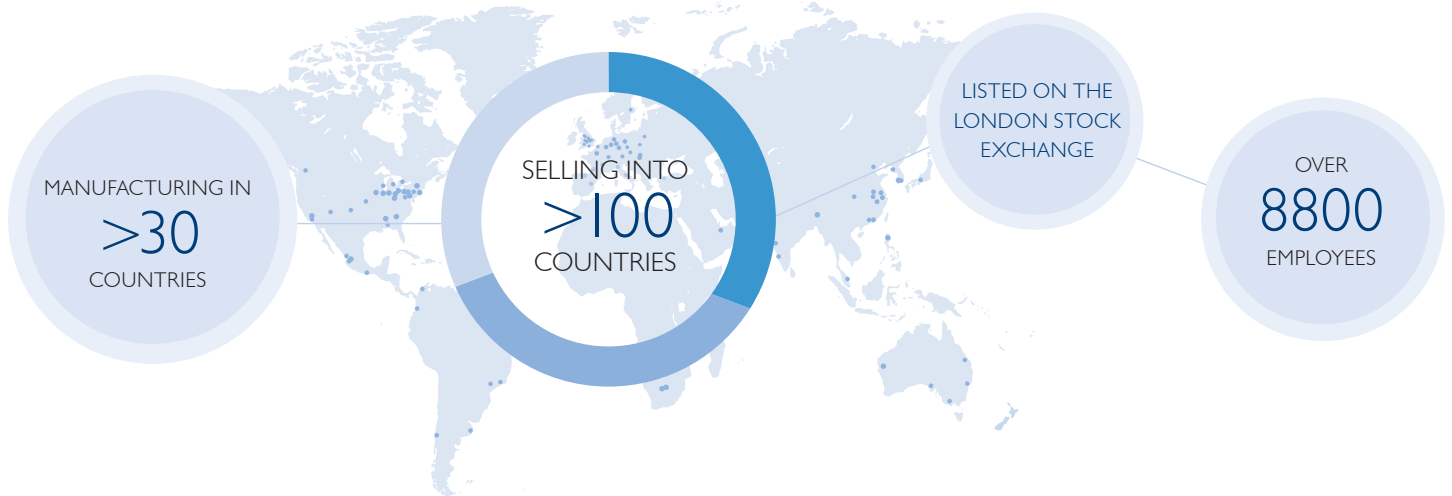 MANUFACTURING IN
>30
COUNTRIES
SELLING INTO
>100
COUNTRIES
LISTED ON THE
LONDON STOCK
EXCHANGE
OVER
8800
EMPLOYEES